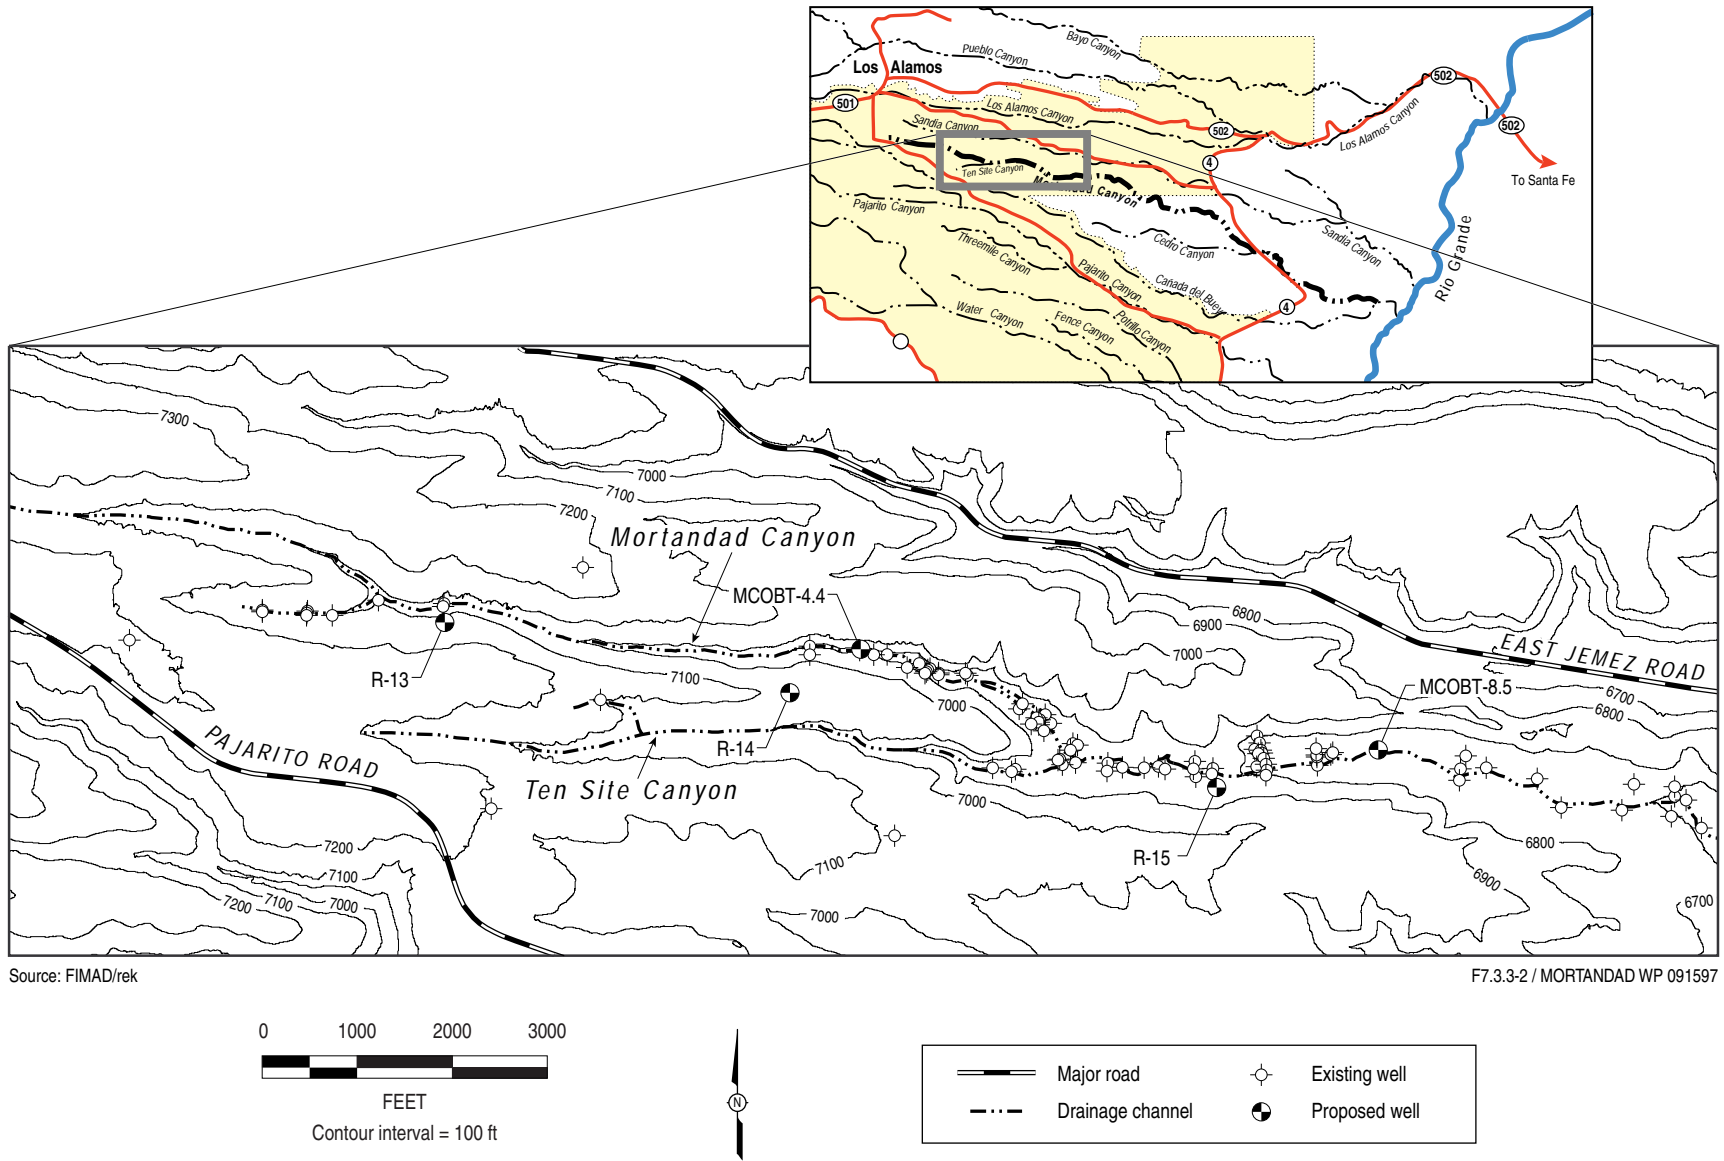 Bayo Canyon
Pueblo Canyon
Los Alamos
502
501
Los Alamos Canyon
Sandia Canyon
502
Los Alamos Canyon
502
4
To Santa Fe
Ten Site Canyon
Mortandad Canyon
Pajarito Canyon
Sandia Canyon
Cedro Canyon
Threemile Canyon
Rio Grande
Pajarito Canyon
Cañada del Buey
4
Water Canyon
Fence Canyon
Potrillo Canyon
7300
7000
7100
7200
Mortandad Canyon
MCOBT-4.4
6800
6900
7000
EAST JEMEZ ROAD
R-13
7100
MCOBT-8.5
6700
6800
7000
R-14
PAJARITO ROAD
Ten Site Canyon
7000
7200
7100
7100
7000
7200
R-15
6800
7100
6900
7000
6700
Source: FIMAD/rek
F7.3.3-2 / MORTANDAD WP 091597
0 1000 2000 3000
FEET
Contour interval = 100 ft
N
Major road
Existing well
Drainage channel
Proposed well